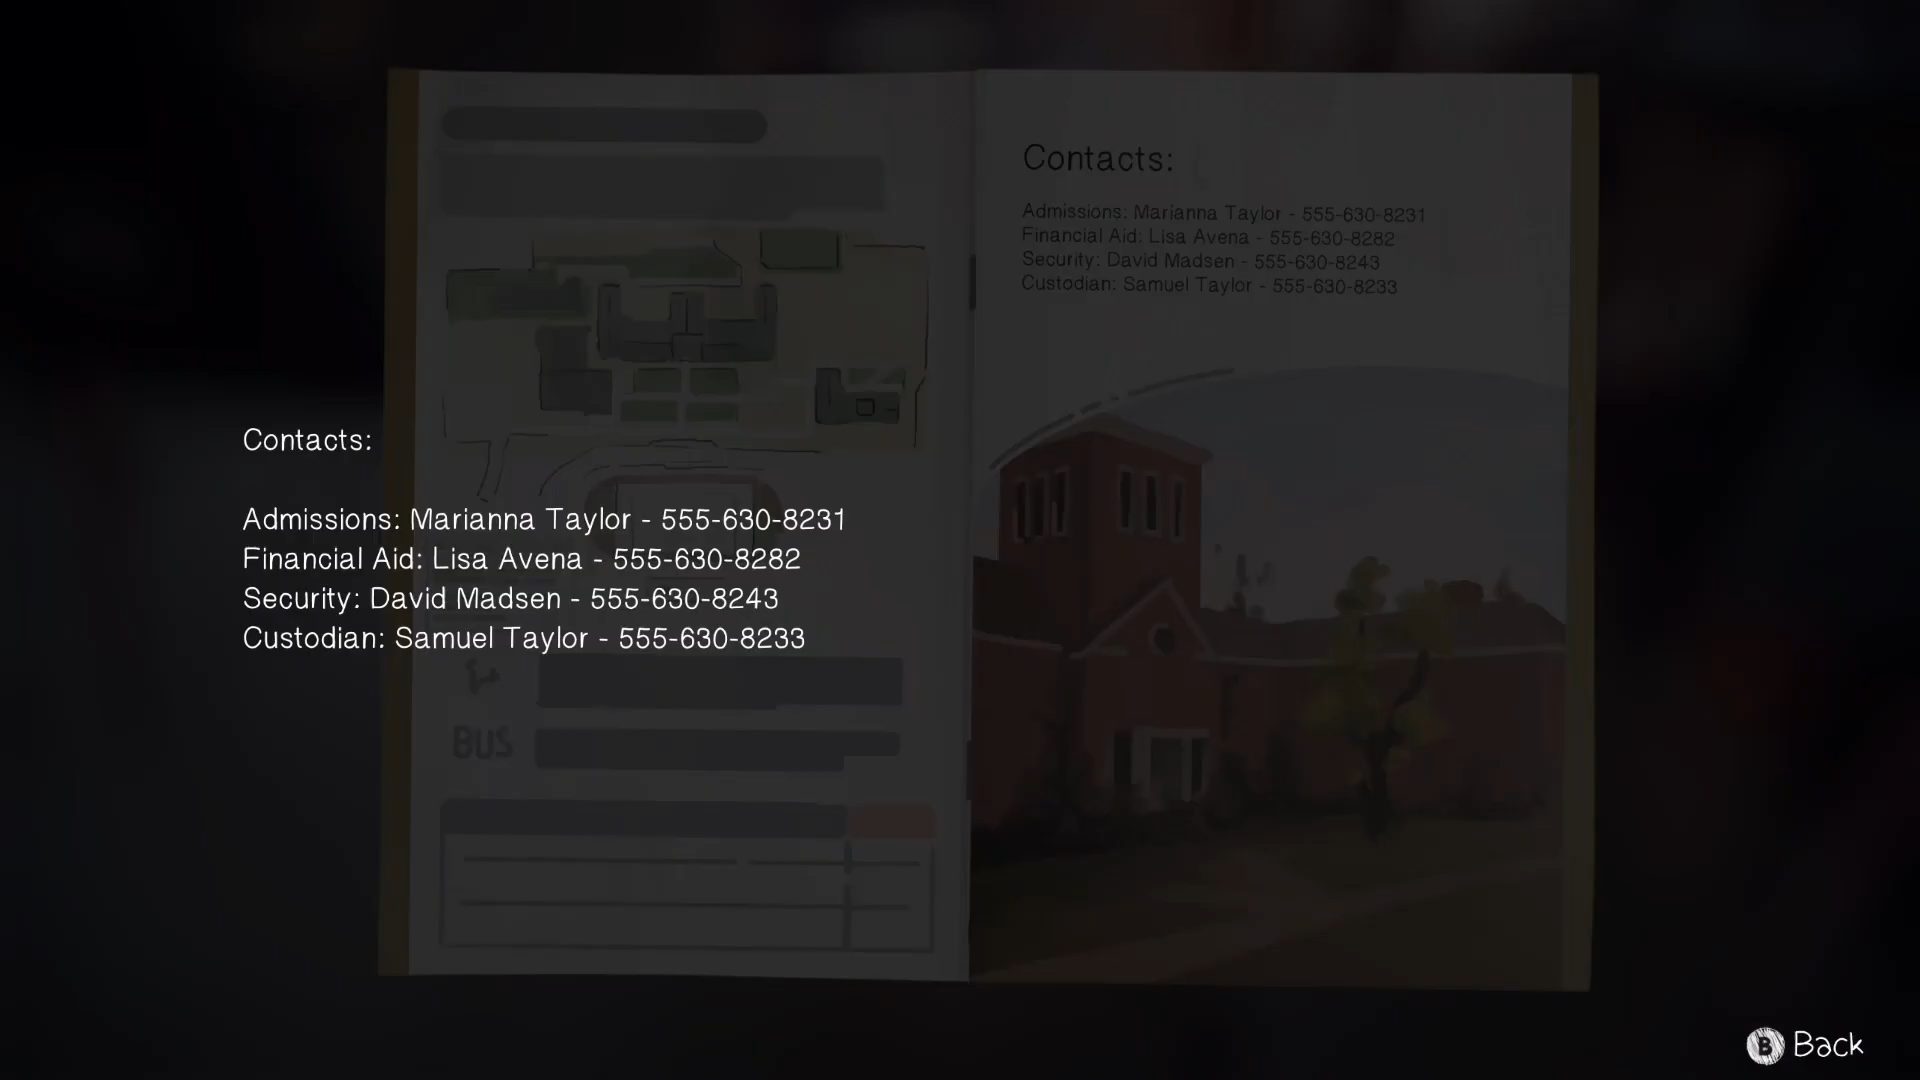 Contacts:
Admissions: Marianna Taylor - 555-630-8231
Financial Aid: Lisa Avena - 555-630-8282
Security: David Madsen - 555-630-8243
Custodian: Samuel Taylor - 555-630-8233
BUS
Contacts:
Admissions: Marianna Taylor - 555-630-8231
Financial Aid: Lisa Avena - 555-630-8282
Security: David Madsen - 555-630-8243
Custodian: Samuel Taylor - 555-630-8233
B Back